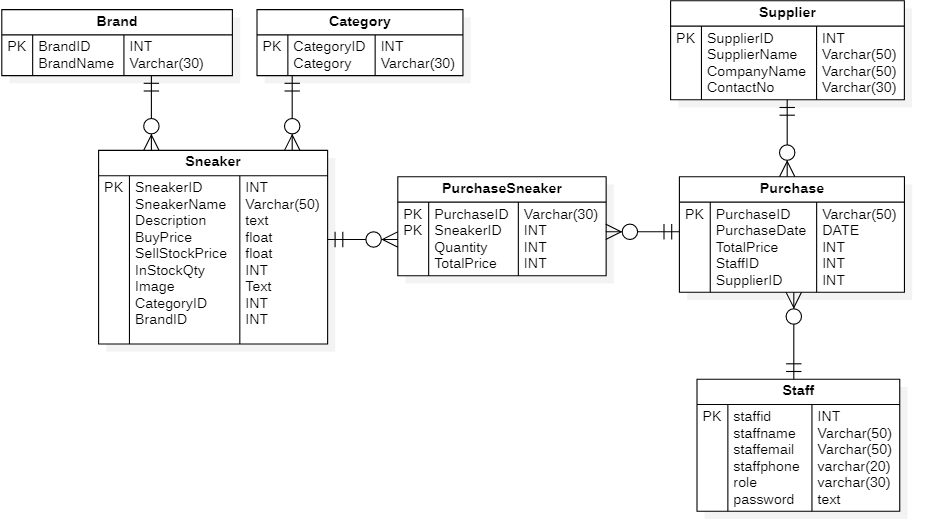 Brand
PK BrandID INT
BrandName Varchar(30)
Category
PK CategoryID INT
Category Varchar(30)
Supplier
PK SupplierID INT
SupplierName Varchar(50)
CompanyName Varchar(50)
ContactNo Varchar(30)
Sneaker
PK SneakerID INT
SneakerName Varchar(50)
Description text
BuyPrice float
SellStockPrice float
InStockQty INT
Image Text
CategoryID INT
BrandID INT
PurchaseSneaker
PK PurchaseID Varchar(30)
PK SneakerID INT
Quantity INT
TotalPrice INT
Purchase
PK PurchaseID Varchar(50)
PurchaseDate DATE
TotalPrice INT
StaffID INT
SupplierID INT
Staff
PK staffid INT
staffname Varchar(50)
staffemail Varchar(50)
staffphone varchar(20)
role varchar(30)
password text